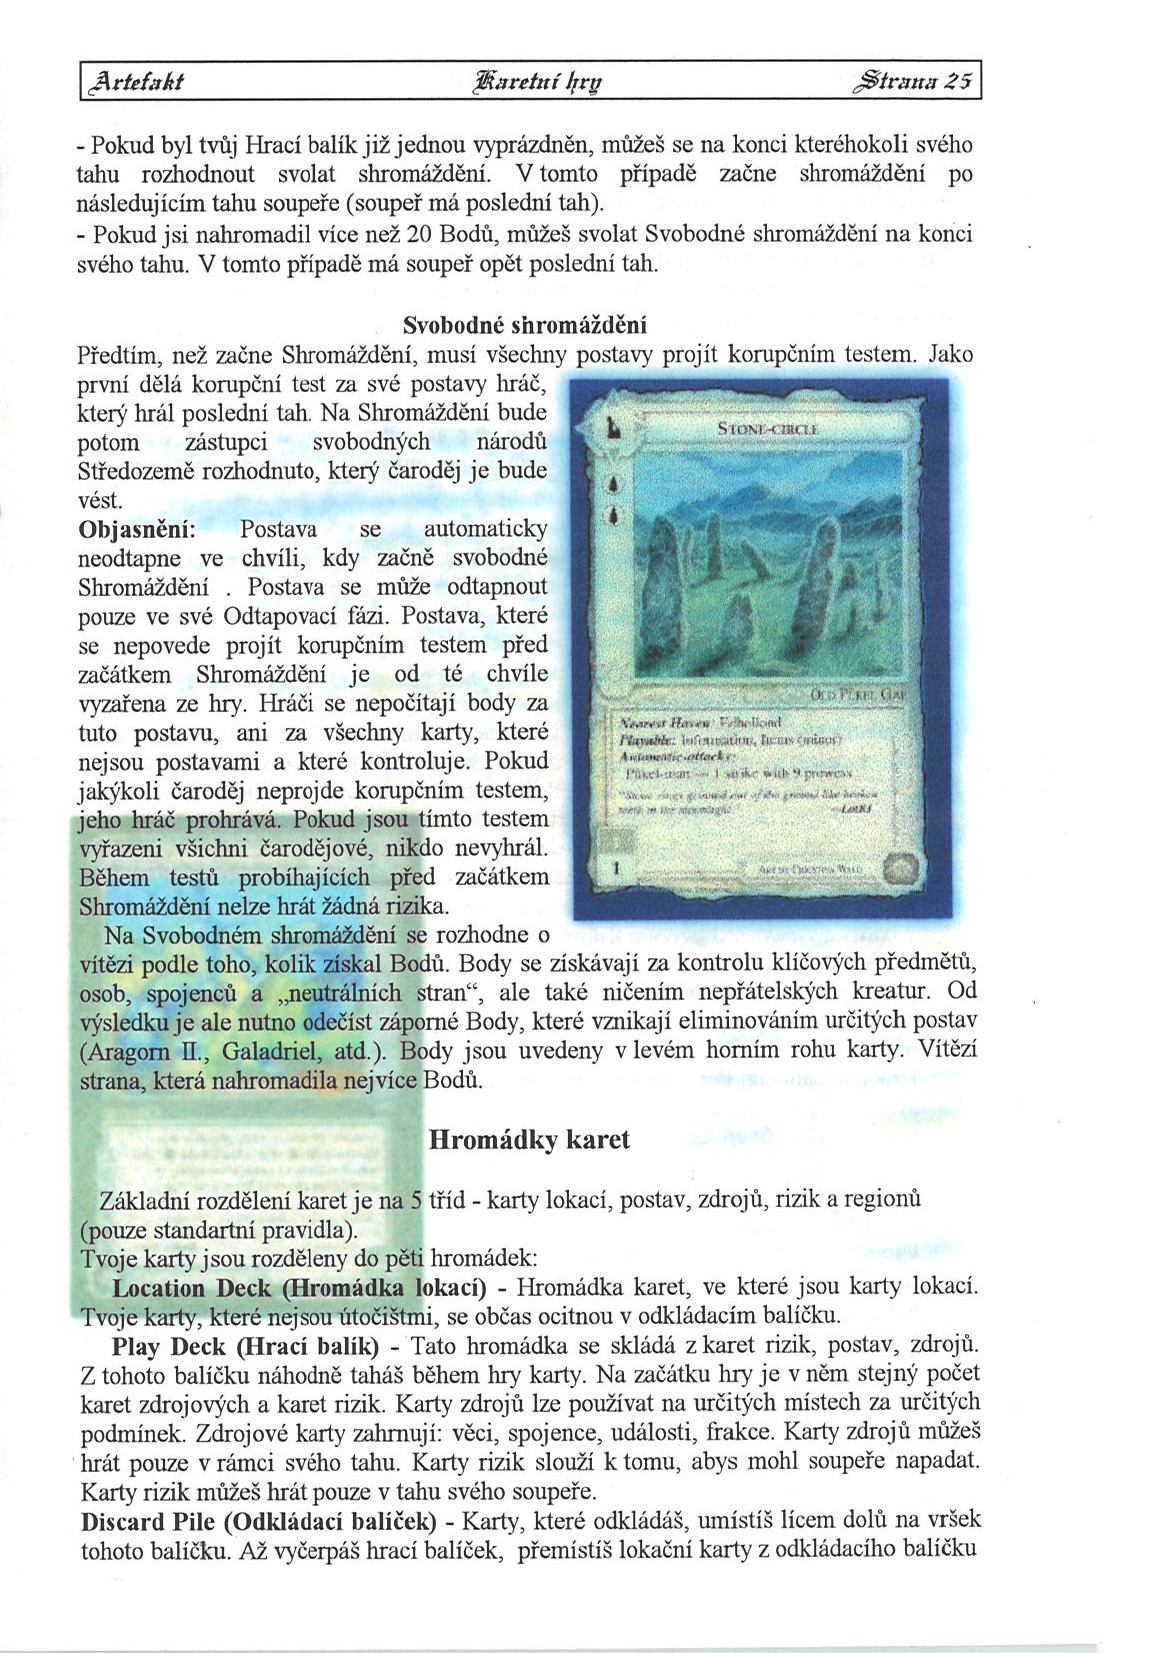 Artefakt Karetní hry Strana 25
- Pokud byl tvůj Hrací balík již jednou vyprázdněn, můžeš se na konci kteréhokoli svého
tahu rozhodnout svolat shromáždění. V tomto případě začne shromáždění po
následujícím tahu soupeře (soupeř má poslední tah).
- Pokud jsi nahromadil více než 20 Bodů, můžeš svolat Svobodné shromáždění na konci
svého tahu. V tomto případě má soupeř opět poslední tah.
Svobodné shromáždění
Předtím, než začne Shromáždění, musí všechny postavy projít korupčním testem. Jako
první dělá korupční test za své postavy hráč,
který hrál poslední tah. Na Shromáždění bude
potom zástupci svobodných národů
Středozemě rozhodnuto, který čaroděj je bude
vést.
Objasnění: Postava se automaticky
neodtapne ve chvíli, kdy začně svobodné
Shromáždění . Postava se může odtapnout
pouze ve své Odtapovací fázi. Postava, které
se nepovede projít korupčním testem před
začátkem Shromáždění je od té chvíle
vyzařena ze hry. Hráči se nepočítají body za
tuto postavu, ani za všechny karty, které
nejsou postavami a které kontroluje. Pokud
jakýkoli čaroděj neprojde korupčním testem,
jeho hráč prohrává. Pokud jsou tímto testem
vyřazeni všichni čarodějové, nikdo nevyhrál.
Během testů probíhajících před začátkem
Shromáždění nelze hrát žádná rizika.
Na Svobodném shromáždění se rozhodne o
vítězi podle toho, kolik získal Bodů. Body se získávají za kontrolu klíčových předmětů,
osob, spojenců a „neutrálních stran“, ale také ničením nepřátelských kreatur. Od
výsledku je ale nutno odečíst záporné Body, které vznikají eliminováním určitých postav
(Aragorn II., Galadriel, atd.). Body jsou uvedeny v levém horním rohu karty. Vítězí
strana, která nahromadila nejvíce Bodů.
STONE-CIRCLE
Nearest Haven:
Playable: Information, Items (minor)
Automatic-attacks:
Pûkel-men — 1 strike with 9 prowess
1
Hromádky karet
Základní rozdělení karet je na 5 tříd - karty lokací, postav, zdrojů, rizik a regionů
(pouze standartní pravidla).
Tvoje karty jsou rozděleny do pěti hromádek:
Location Deck (Hromádka lokací) - Hromádka karet, ve které jsou karty lokací.
Tvoje karty, které nejsou útočištmi, se občas ocitnou v odkládacím balíčku.
Play Deck (Hrací balík) - Tato hromádka se skládá z karet rizik, postav, zdrojů.
Z tohoto balíčku náhodně taháš během hry karty. Na začátku hry je v něm stejný počet
karet zdrojových a karet rizik. Karty zdrojů lze používat na určitých místech za určitých
podmínek. Zdrojové karty zahrnují: věci, spojence, události, frakce. Karty zdrojů můžeš
hrát pouze v rámci svého tahu. Karty rizik slouží k tomu, abys mohl soupeře napadat.
Karty rizik můžeš hrát pouze v tahu svého soupeře.
Discard Pile (Odkládací balíček) - Karty, které odkládáš, umístíš lícem dolů na vršek
tohoto balíčku. Až vyčerpáš hrací balíček, přemístíš lokační karty z odkládacího balíčku